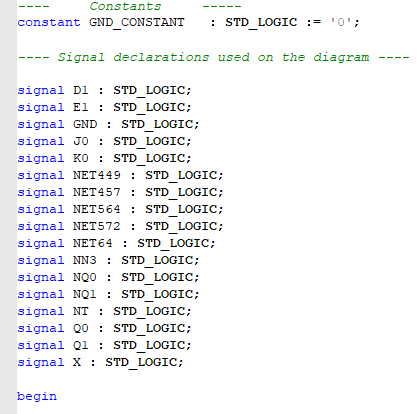 ----     Constants     -----
constant GND_CONSTANT   : STD_LOGIC := '0';
---- Signal declarations used on the diagram ----
signal D1 : STD_LOGIC;
signal E1 : STD_LOGIC;
signal GND : STD_LOGIC;
signal J0 : STD_LOGIC;
signal K0 : STD_LOGIC;
signal NET449 : STD_LOGIC;
signal NET457 : STD_LOGIC;
signal NET564 : STD_LOGIC;
signal NET572 : STD_LOGIC;
signal NET64 : STD_LOGIC;
signal NN3 : STD_LOGIC;
signal NQ0 : STD_LOGIC;
signal NQ1 : STD_LOGIC;
signal NT : STD_LOGIC;
signal Q0 : STD_LOGIC;
signal Q1 : STD_LOGIC;
signal X : STD_LOGIC;
begin